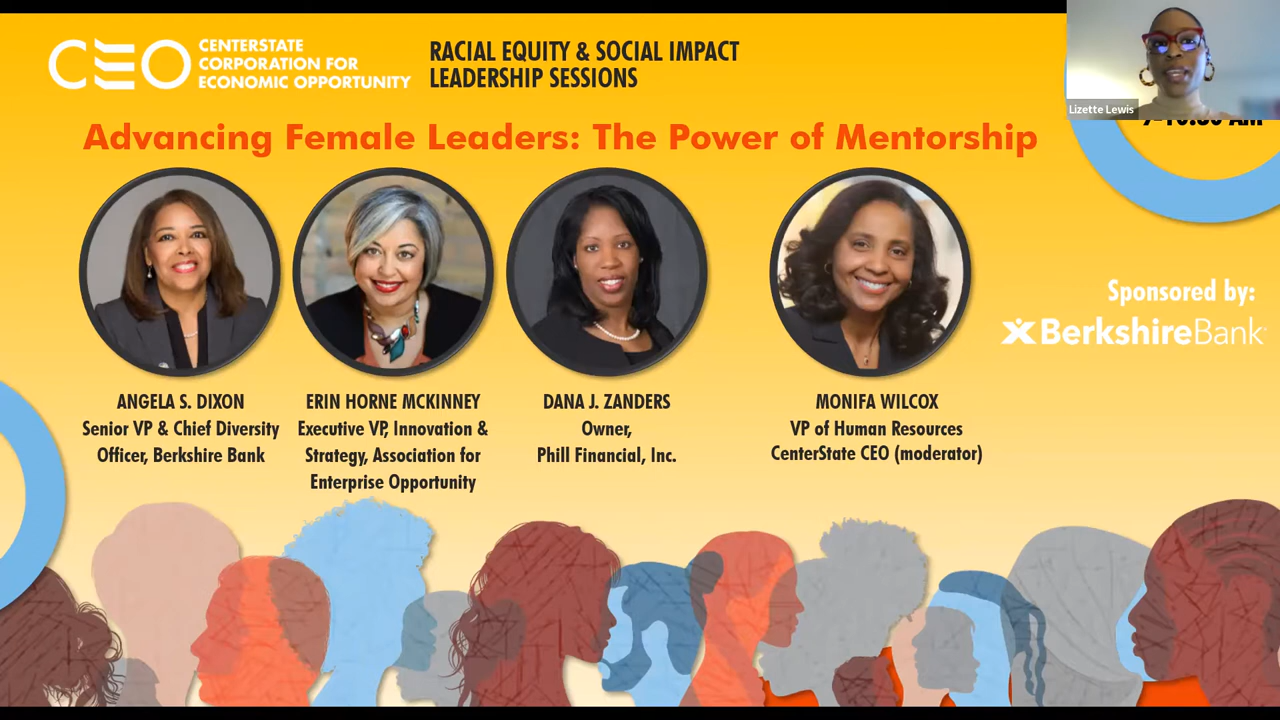 CEO
CENTERSTATE
CORPORATION FOR
ECONOMIC OPPORTUNITY
RACIAL EQUITY & SOCIAL IMPACT
LEADERSHIP SESSIONS
Lizette Lewis
AM
Advancing Female Leaders: The Power of Mentorship
Sponsored by:
BerkshireBank
ANGELA S. DIXON
Senior VP & Chief Diversity
Officer, Berkshire Bank
ERIN HORNE MCKINNEY
Executive VP, Innovation &
Strategy, Association for
Enterprise Opportunity
DANA J. ZANDERS
Owner,
Phill Financial, Inc.
MONIFA WILCOX
VP of Human Resources
CenterState CEO (moderator)